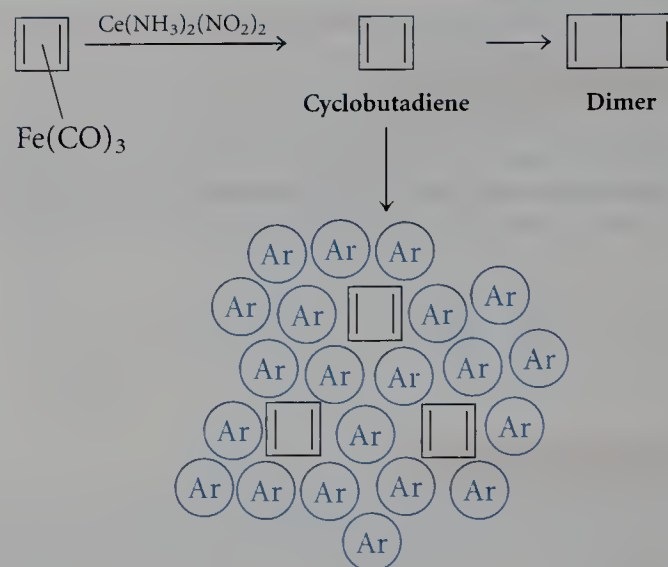 Ce(NH₃)₂(NO₂)₂
Cyclobutadiene Dimer
Fe(CO)₃
Ar Ar Ar
Ar Ar Ar Ar
Ar Ar Ar Ar Ar
Ar Ar Ar
Ar Ar Ar Ar Ar
Ar